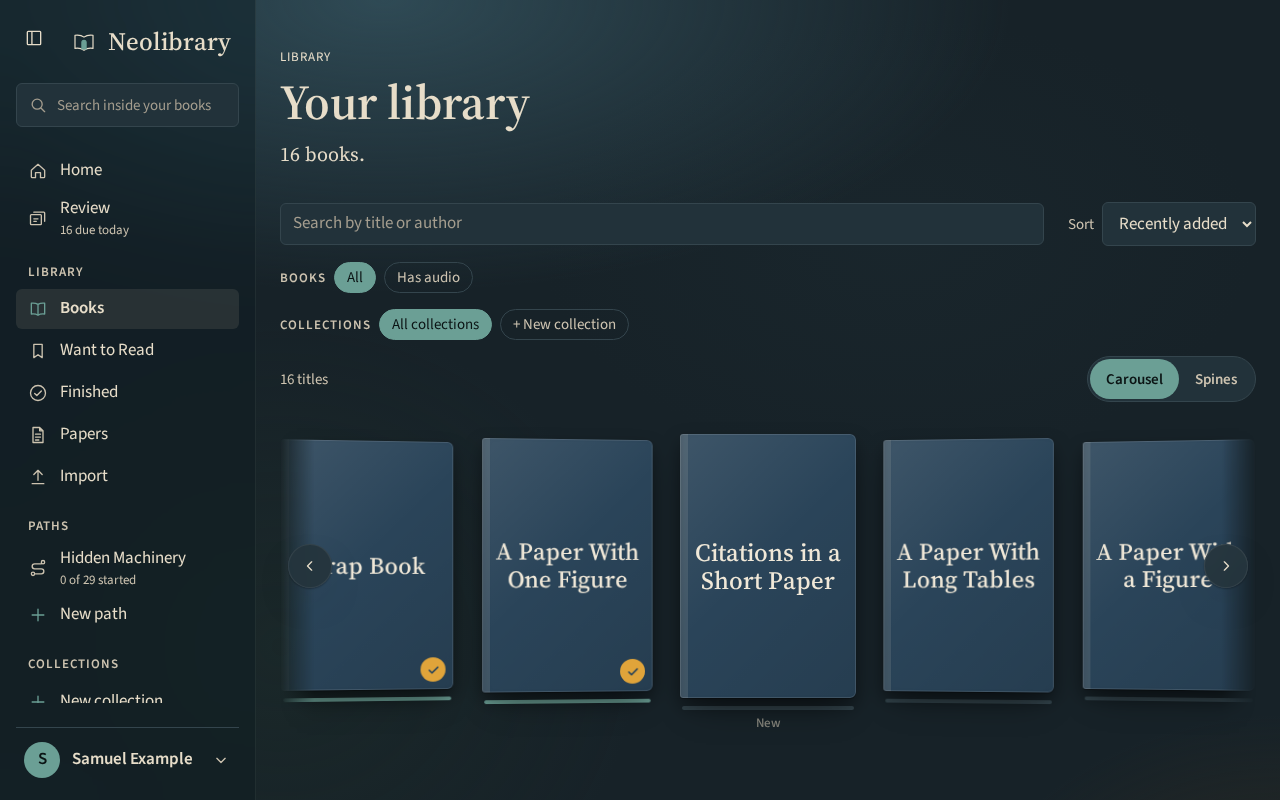 Neolibrary
Search inside your books
Home
Review
16 due today
LIBRARY
Books
Want to Read
Finished
Papers
Import
PATHS
Hidden Machinery
0 of 29 started
New path
COLLECTIONS
New collection
S
Samuel Example
LIBRARY
Your library
16 books.
Search by title or author
Sort
Recently added
BOOKS
All
Has audio
COLLECTIONS
All collections
+ New collection
16 titles
Carousel
Spines
Book
A Paper With
One Figure
Citations in a
Short Paper
New
A Paper With
Long Tables
A Paper With
a Figure